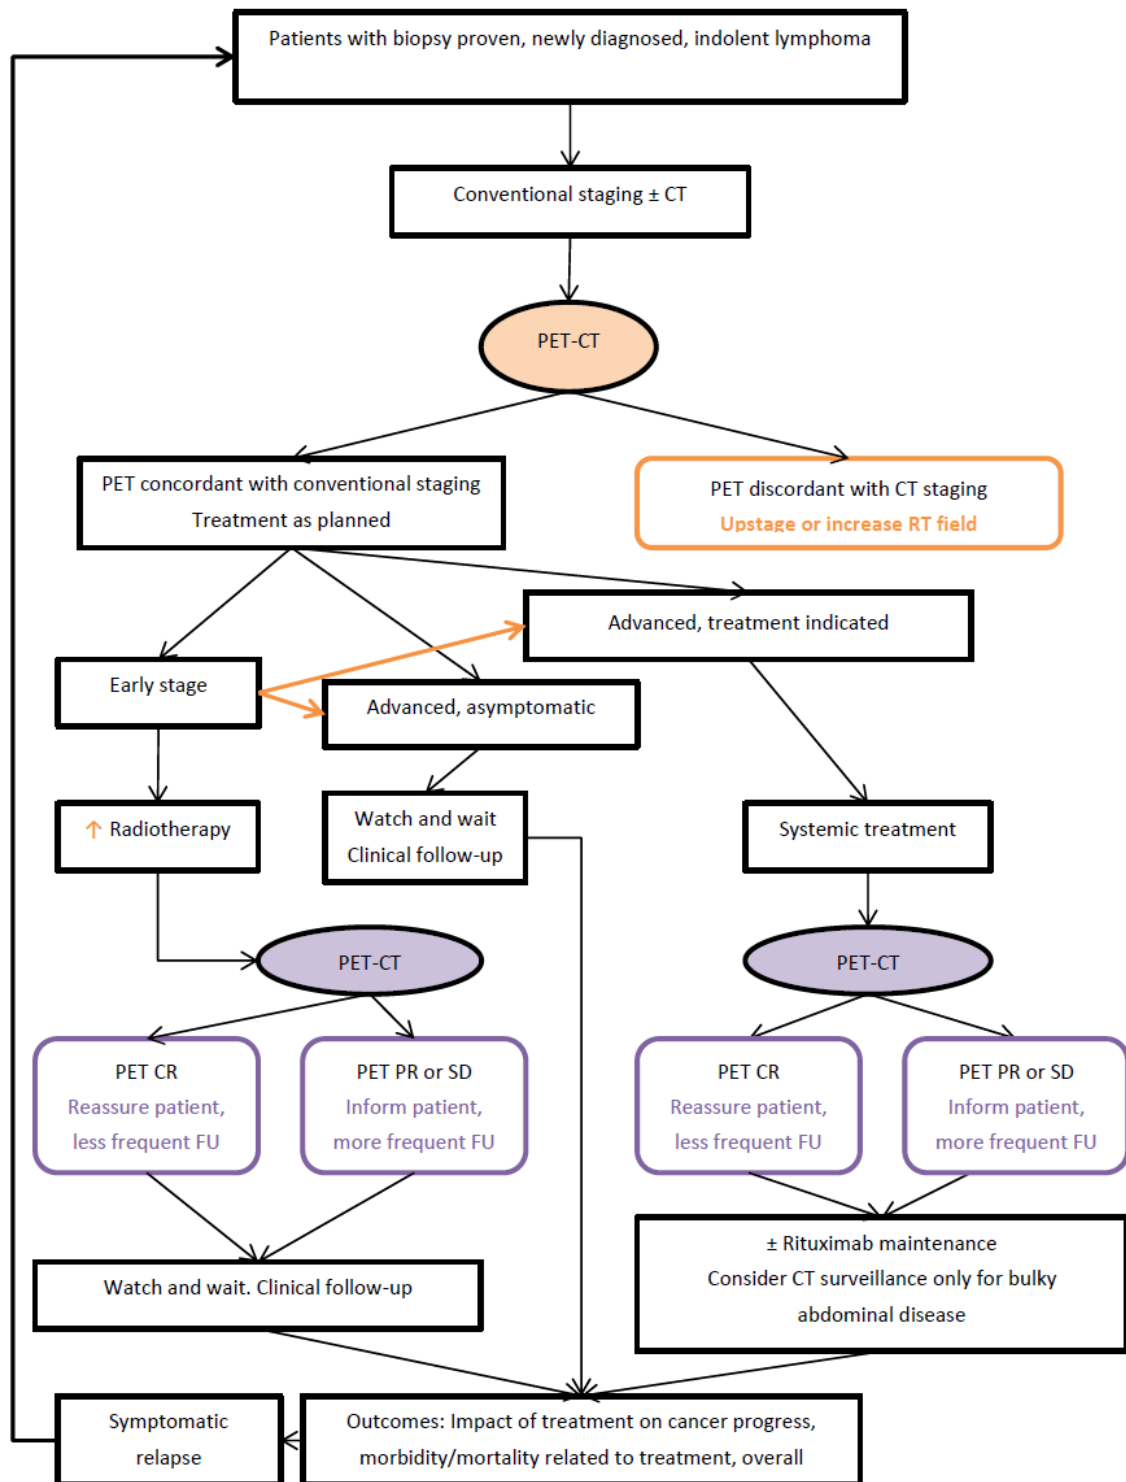 Patients with biopsy proven, newly diagnosed, indolent lymphoma
Conventional staging ± CT
PET-CT
PET concordant with conventional staging
Treatment as planned
PET discordant with CT staging
Upstage or increase RT field
Advanced, treatment indicated
Early stage
Advanced, asymptomatic
↑ Radiotherapy
Watch and wait
Clinical follow-up
Systemic treatment
PET-CT
PET-CT
PET CR
Reassure patient,
less frequent FU
PET PR or SD
Inform patient,
more frequent FU
PET CR
Reassure patient,
less frequent FU
PET PR or SD
Inform patient,
more frequent FU
Watch and wait. Clinical follow-up
± Rituximab maintenance
Consider CT surveillance only for bulky
abdominal disease
Symptomatic
relapse
Outcomes: Impact of treatment on cancer progress,
morbidity/mortality related to treatment, overall